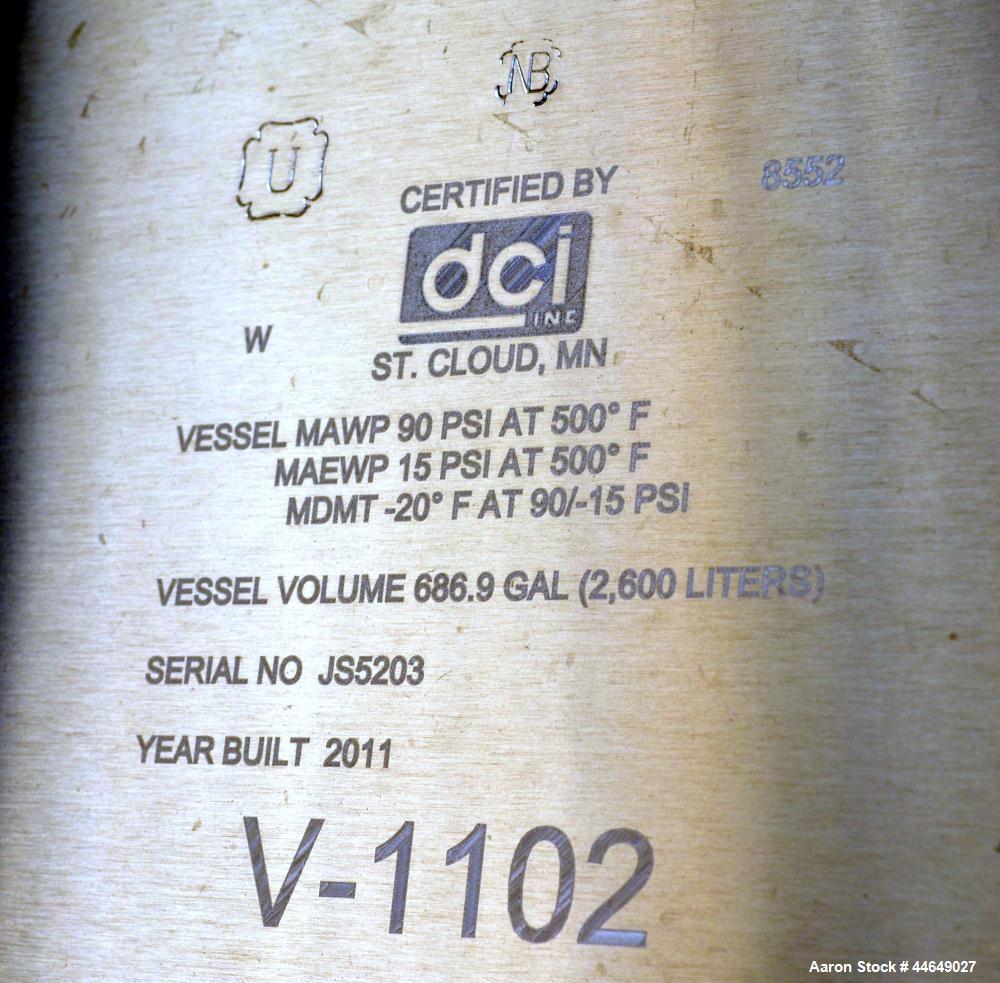 NB
U
8552
CERTIFIED BY
dci
INC
W
ST. CLOUD, MN
VESSEL MAWP 90 PSI AT 500° F
MAEWP 15 PSI AT 500° F
MDMT -20° F AT 90/-15 PSI
VESSEL VOLUME 686.9 GAL (2,600 LITERS)
SERIAL NO JS5203
YEAR BUILT 2011
V-1102
Aaron Stock # 44649027